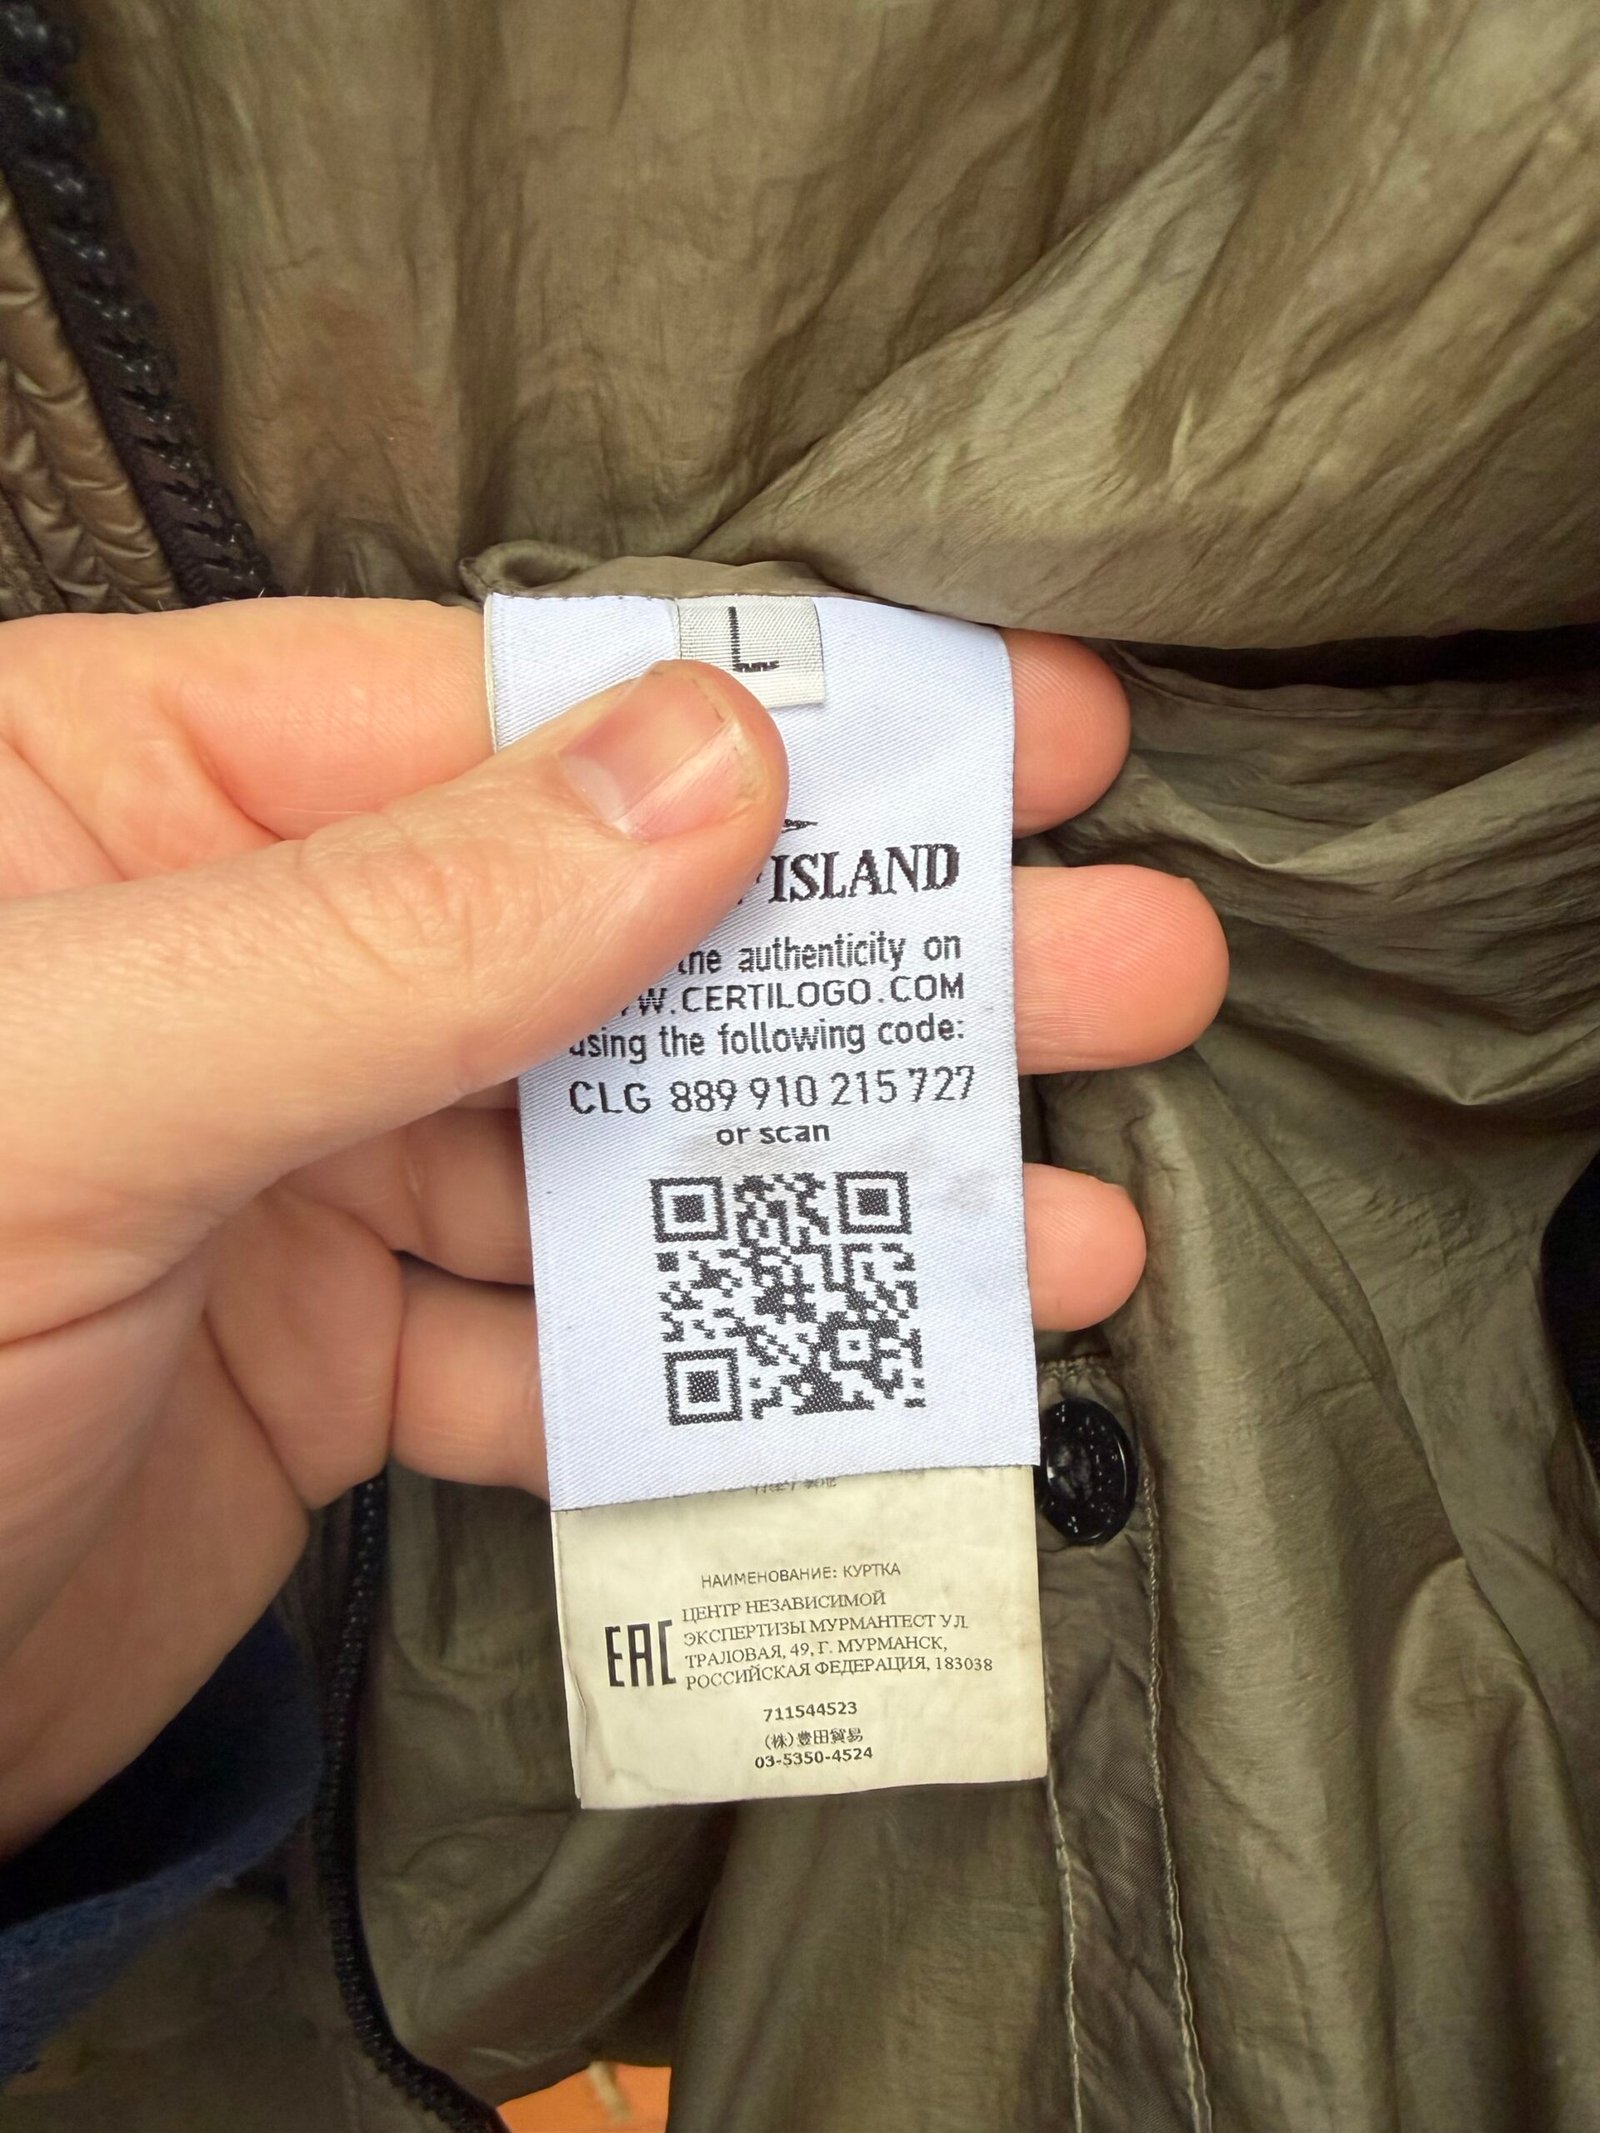 L
ISLAND
the authenticity on
W.CERTILOGO.COM
using the following code:
CLG 889 910 215 727
or scan
НАИМЕНОВАНИЕ: КУРТКА
ЦЕНТР НЕЗАВИСИМОЙ
ЭКСПЕРТИЗЫ МУРМАНТЕСТ УЛ.
ТРАЛОВАЯ, 49, Г. МУРМАНСК,
РОССИЙСКАЯ ФЕДЕРАЦИЯ, 183038
EAC
711544523
(株)豊田貿易
03-5350-4524